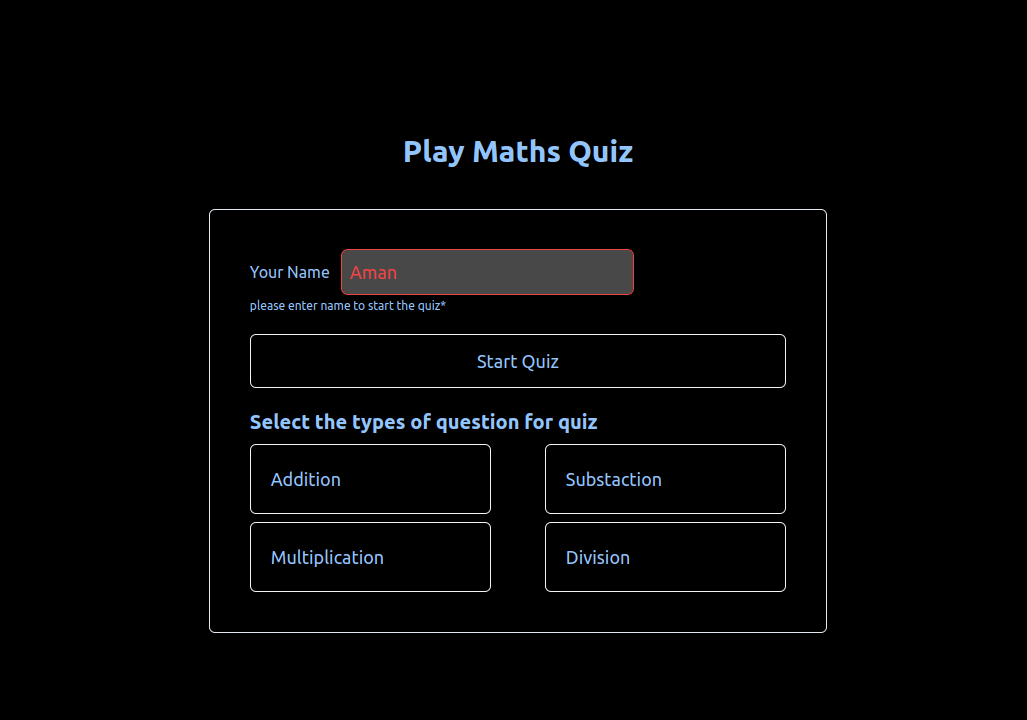 Play Maths Quiz
Your Name Aman
please enter name to start the quiz*
Start Quiz
Select the types of question for quiz
Addition Substaction
Multiplication Division